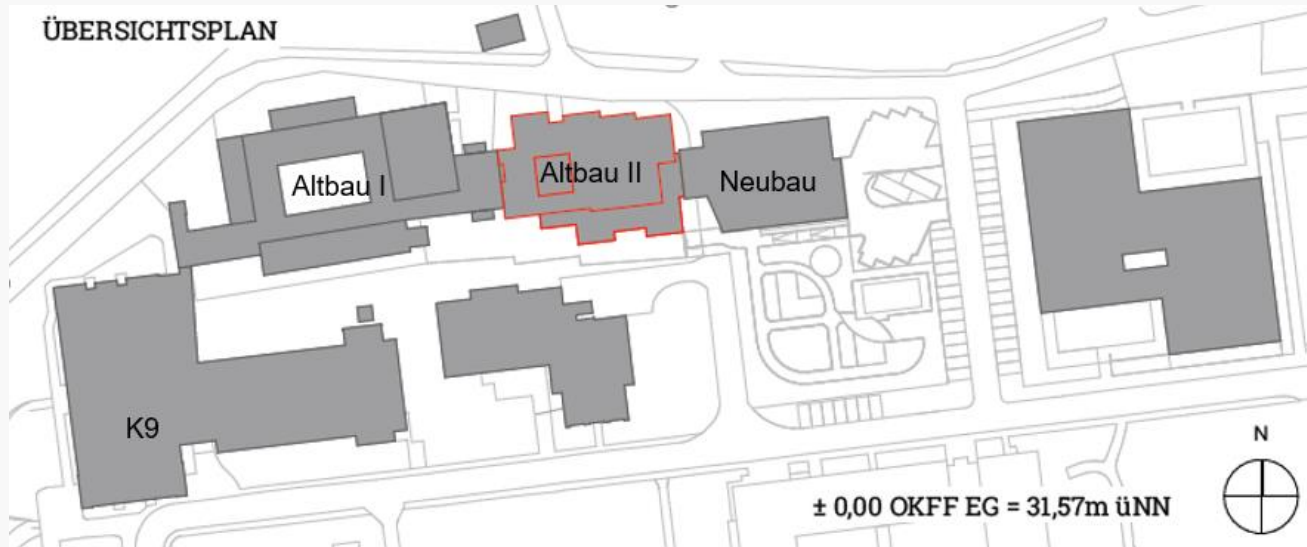 ÜBERSICHTSPLAN
Altbau I
Altbau II
Neubau
K9
N
± 0,00 OKFF EG = 31,57m üNN